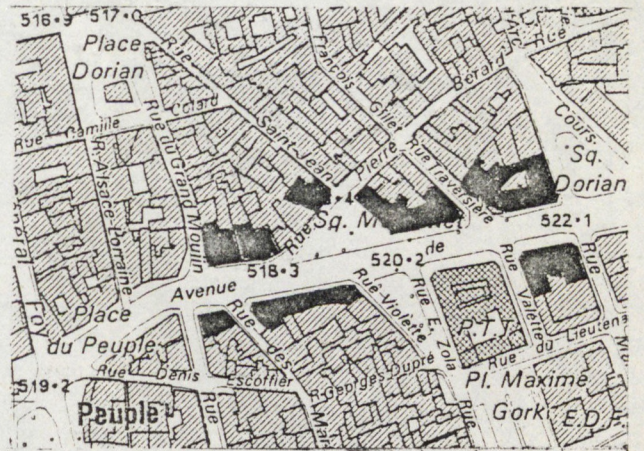 516·9
517·0
Place
Dorian
Rue
François
Gillet
Bérard
Rue
Cours
Sq.
Dorian
Rue Camille Colard
Rue du Grand Moulin
R. Alsace-Lorraine
Saint Jean
Pierre
Rue Traversière
Rue
Sq.
522·1
518·3
520·2
de
Avenue
Place
du Peuple
Rue des
Rue Violette
Rue E. Zola
P.T.T.
Rue
Valette
Rue
Rue du
519·2
Rue Denis Escoffier
R. Georges Dupré
Rue
Pl. Maxime
Gorki
E.D.F.
Peuple